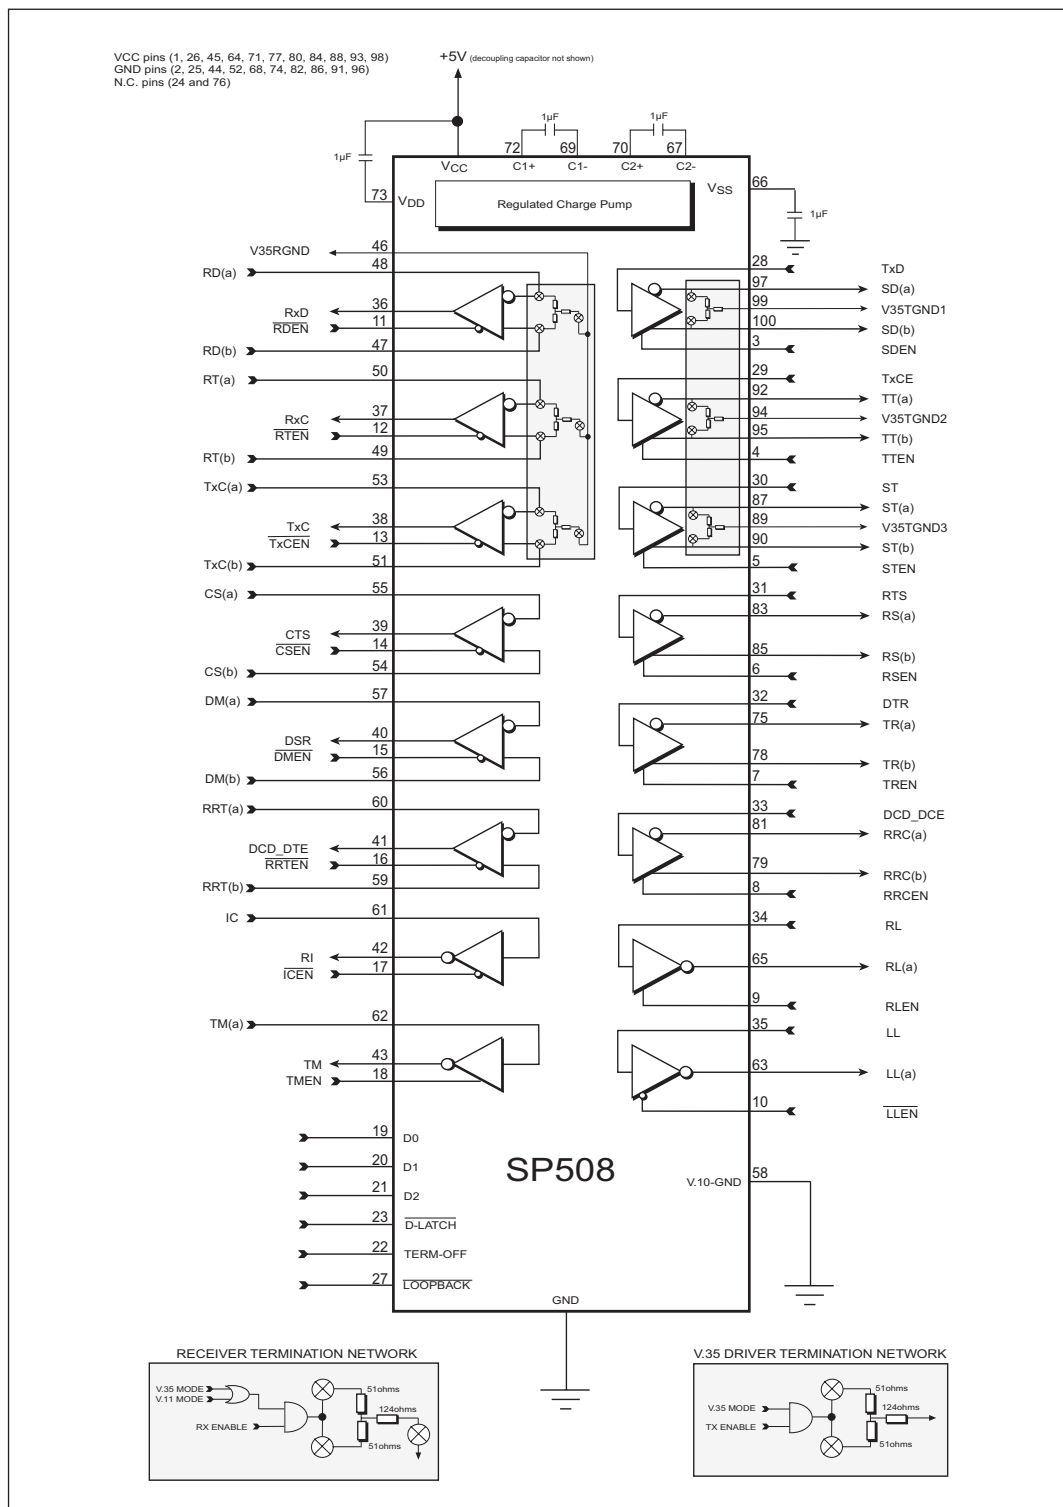 VCC pins (1, 26, 45, 64, 71, 77, 80, 84, 88, 93, 98)
GND pins (2, 25, 44, 52, 68, 74, 82, 86, 91, 96)
N.C. pins (24 and 76)
+5V (decoupling capacitor not shown)
1µF
1µF
1µF
72
69
70
67
VCC
C1+
C1-
C2+
C2-
73
VDD
VSS
66
1µF
Regulated Charge Pump
V35RGND
46
RD(a)
48
RxD
36
RDEN
11
RD(b)
47
RT(a)
50
RxC
37
RTEN
12
RT(b)
49
TxC(a)
53
TxC
38
TxCEN
13
TxC(b)
51
CS(a)
55
CTS
39
CSEN
14
CS(b)
54
DM(a)
57
DSR
40
DMEN
15
DM(b)
56
RRT(a)
60
DCD_DTE
41
RRTEN
16
RRT(b)
59
IC
61
RI
42
ICEN
17
TM(a)
62
TM
43
TMEN
18
19
D0
20
D1
21
D2
23
D-LATCH
22
TERM-OFF
27
LOOPBACK
28
TxD
97
SD(a)
99
V35TGND1
100
SD(b)
3
SDEN
29
TxCE
92
TT(a)
94
V35TGND2
95
TT(b)
4
TTEN
30
ST
87
ST(a)
89
V35TGND3
90
ST(b)
5
STEN
31
RTS
83
RS(a)
85
RS(b)
6
RSEN
32
DTR
75
TR(a)
78
TR(b)
7
TREN
33
DCD_DCE
81
RRC(a)
79
RRC(b)
8
RRCEN
34
RL
65
RL(a)
9
RLEN
35
LL
63
LL(a)
10
LLEN
SP508
V.10-GND
58
GND
RECEIVER TERMINATION NETWORK
V.35 MODE
V.11 MODE
RX ENABLE
51ohms
124ohms
51ohms
V.35 DRIVER TERMINATION NETWORK
V.35 MODE
TX ENABLE
51ohms
124ohms
51ohms